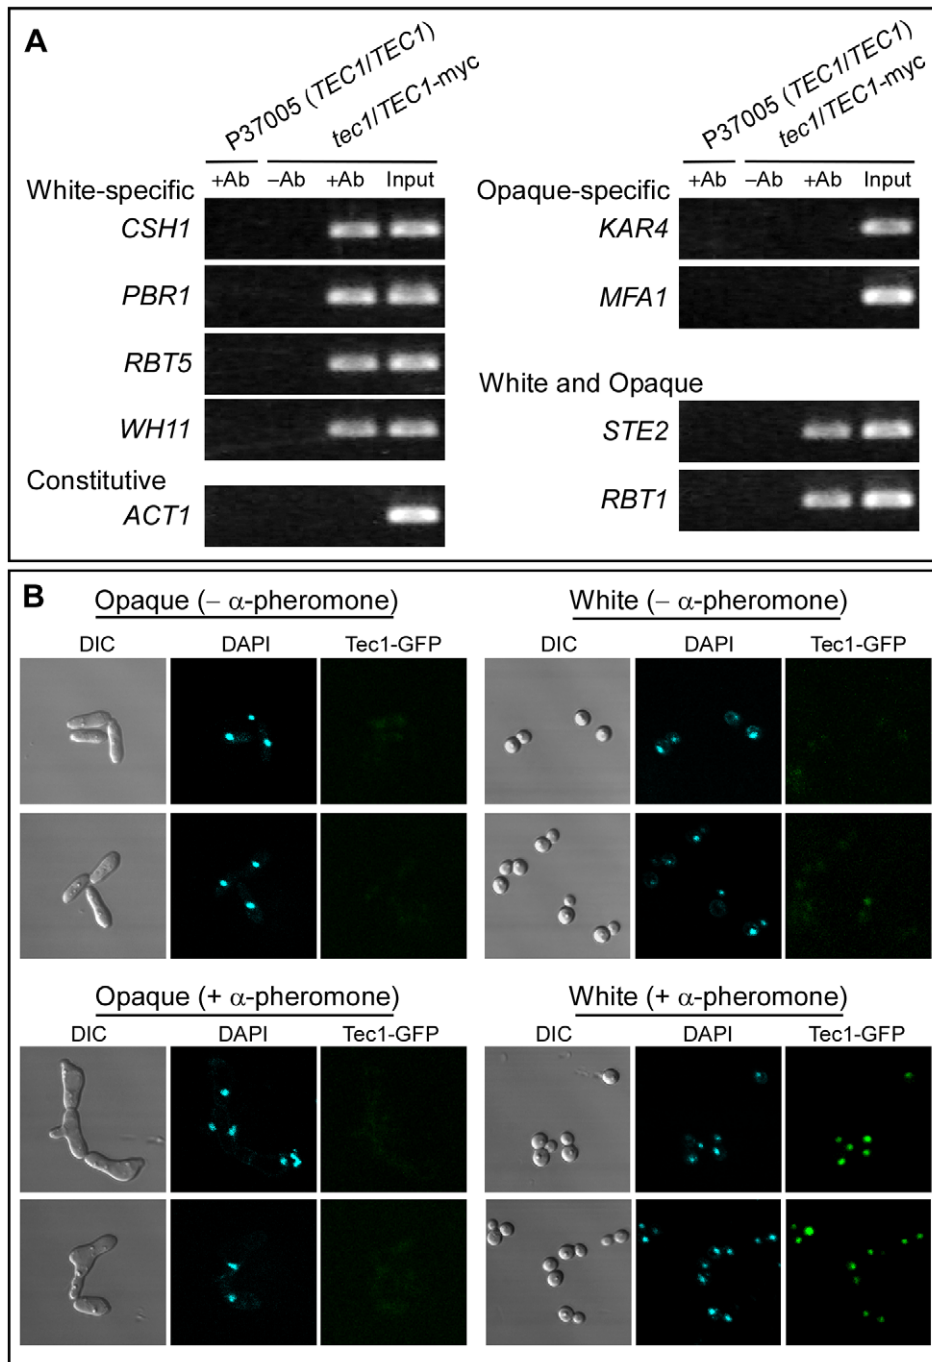 A
P37005 (TEC1/TEC1)
tec1/TEC1-myc
+Ab –Ab +Ab Input
White-specific
CSH1
PBR1
RBT5
WH11
Constitutive
ACT1
P37005 (TEC1/TEC1)
tec1/TEC1-myc
+Ab –Ab +Ab Input
Opaque-specific
KAR4
MFA1
White and Opaque
STE2
RBT1
B
Opaque (– α-pheromone)
DIC DAPI Tec1-GFP
White (– α-pheromone)
DIC DAPI Tec1-GFP
Opaque (+ α-pheromone)
DIC DAPI Tec1-GFP
White (+ α-pheromone)
DIC DAPI Tec1-GFP